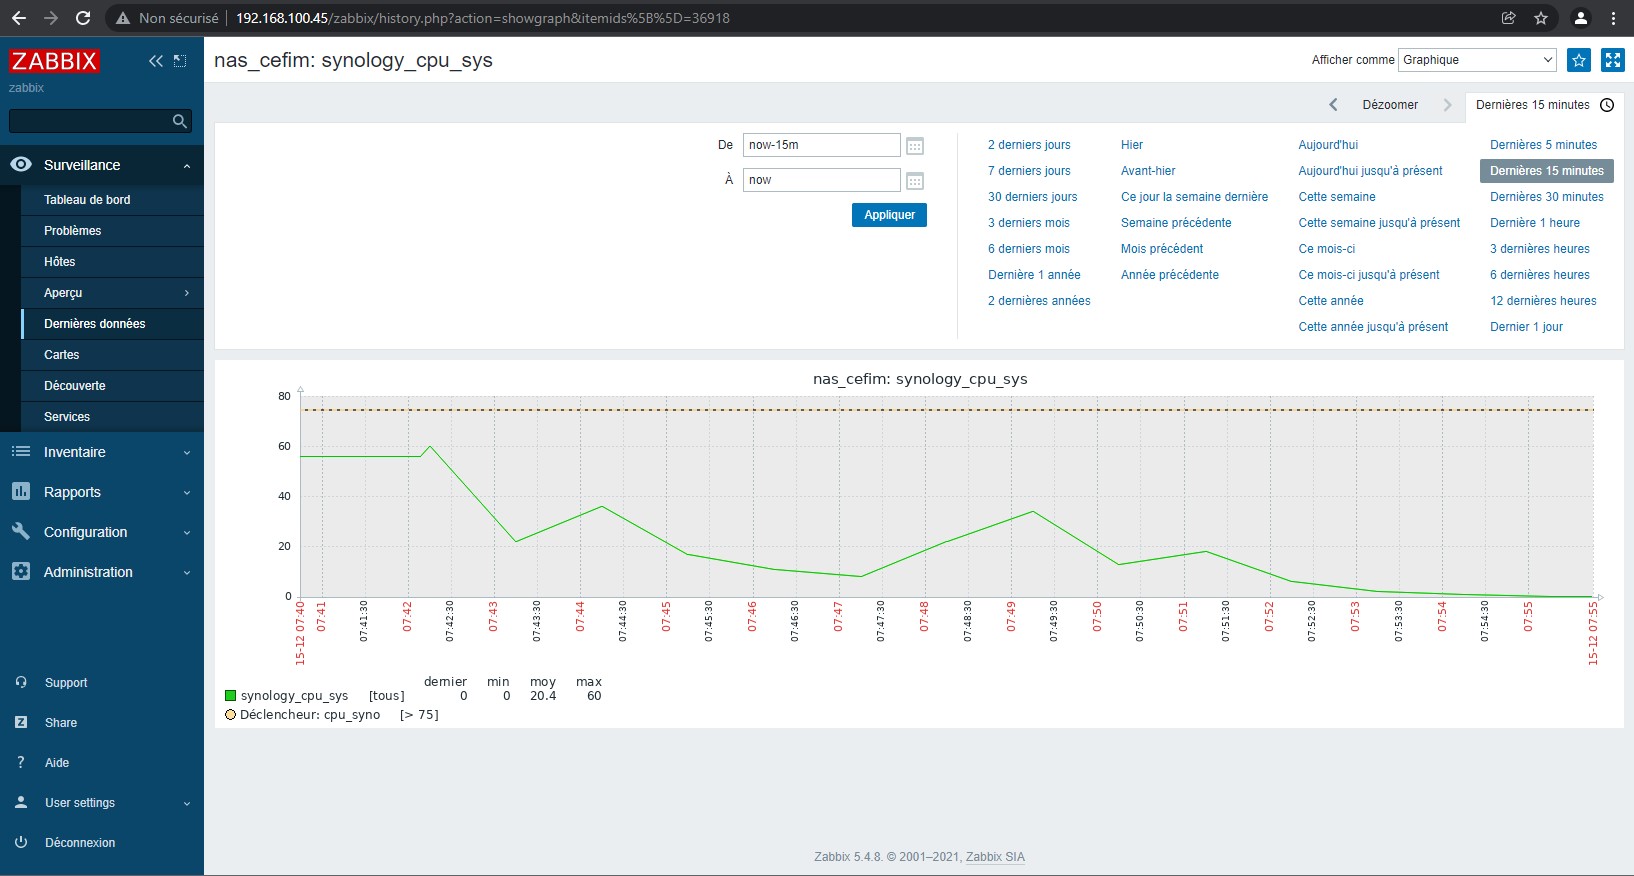 Non sécurisé | 192.168.100.45/zabbix/history.php?action=showgraph&itemids%5B%5D=36918
ZABBIX
zabbix
Surveillance
Tableau de bord
Problèmes
Hôtes
Aperçu
Dernières données
Cartes
Découverte
Services
Inventaire
Rapports
Configuration
Administration
Support
Z Share
? Aide
User settings
Déconnexion
nas_cefim: synology_cpu_sys
Afficher comme Graphique
Dézoomer
Dernières 15 minutes
De now-15m
À now
Appliquer
2 derniers jours
7 derniers jours
30 derniers jours
3 derniers mois
6 derniers mois
Dernière 1 année
2 dernières années
Hier
Avant-hier
Ce jour la semaine dernière
Semaine précédente
Mois précédent
Année précédente
Aujourd'hui
Aujourd'hui jusqu'à présent
Cette semaine
Cette semaine jusqu'à présent
Ce mois-ci
Ce mois-ci jusqu'à présent
Cette année
Cette année jusqu'à présent
Dernières 5 minutes
Dernières 15 minutes
Dernières 30 minutes
Dernière 1 heure
3 dernières heures
6 dernières heures
12 dernières heures
Dernier 1 jour
nas_cefim: synology_cpu_sys
80
60
40
20
0
15-12 07:40
07:41
07:41:30
07:42
07:42:30
07:43
07:43:30
07:44
07:44:30
07:45
07:45:30
07:46
07:46:30
07:47
07:47:30
07:48
07:48:30
07:49
07:49:30
07:50
07:50:30
07:51
07:51:30
07:52
07:52:30
07:53
07:53:30
07:54
07:54:30
07:55
15-12 07:55
dernier min moy max
synology_cpu_sys [tous] 0 0 20.4 60
Déclencheur: cpu_syno [> 75]
Zabbix 5.4.8. © 2001–2021, Zabbix SIA